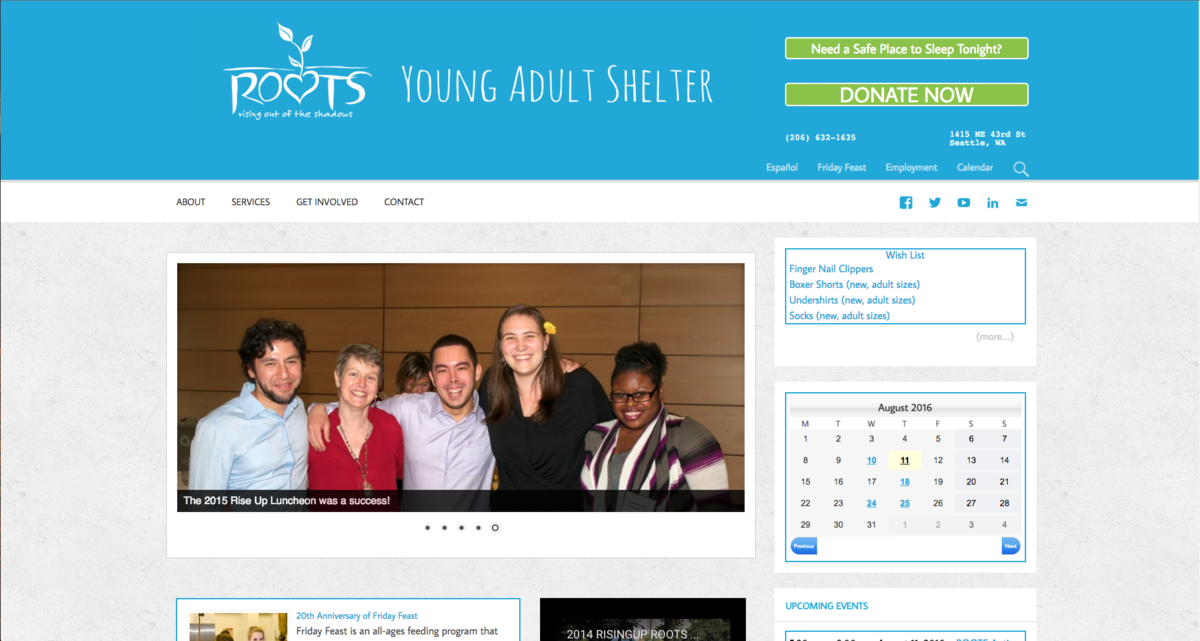 ROOTS
rising out of the shadows
YOUNG ADULT SHELTER
Need a Safe Place to Sleep Tonight?
DONATE NOW
(206) 632-1635
1415 NE 43rd St
Seattle, WA
Español Friday Feast Employment Calendar
ABOUT SERVICES GET INVOLVED CONTACT
The 2015 Rise Up Luncheon was a success!
Wish List
Finger Nail Clippers
Boxer Shorts (new, adult sizes)
Undershirts (new, adult sizes)
Socks (new, adult sizes)
(more...)
August 2016
M T W T F S S
1 2 3 4 5 6 7
8 9 10 11 12 13 14
15 16 17 18 19 20 21
22 23 24 25 26 27 28
29 30 31 1 2 3 4
Previous Next
UPCOMING EVENTS
20th Anniversary of Friday Feast
Friday Feast is an all-ages feeding program that
2014 RISINGUP ROOTS ...